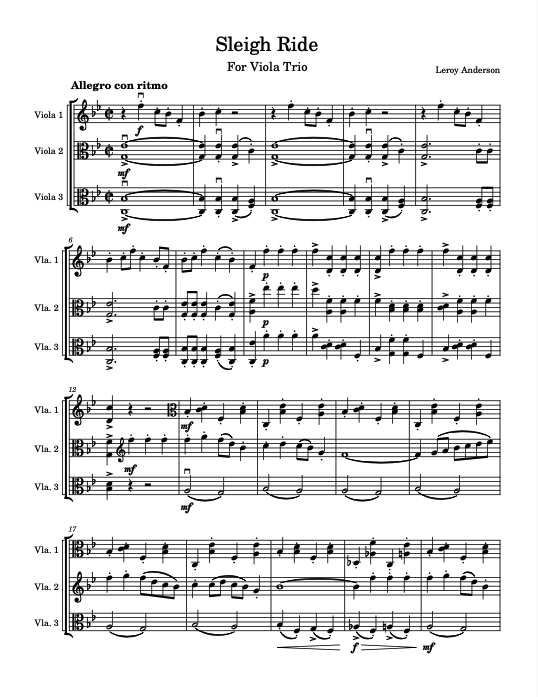 Sleigh Ride
For Viola Trio
Leroy Anderson
Allegro con ritmo
Viola 1
f
Viola 2
mf
Viola 3
mf
6
Vla. 1
p
Vla. 2
p
Vla. 3
p
12
Vla. 1
mf
Vla. 2
mf
Vla. 3
mf
17
Vla. 1
Vla. 2
Vla. 3
f mf